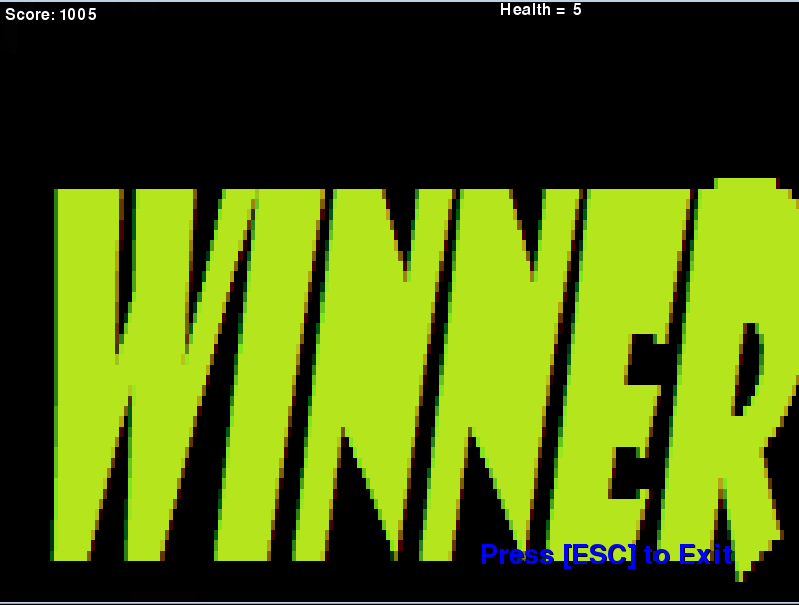 Score: 1005
Health = 5
WINNER
Press [ESC] to Exit